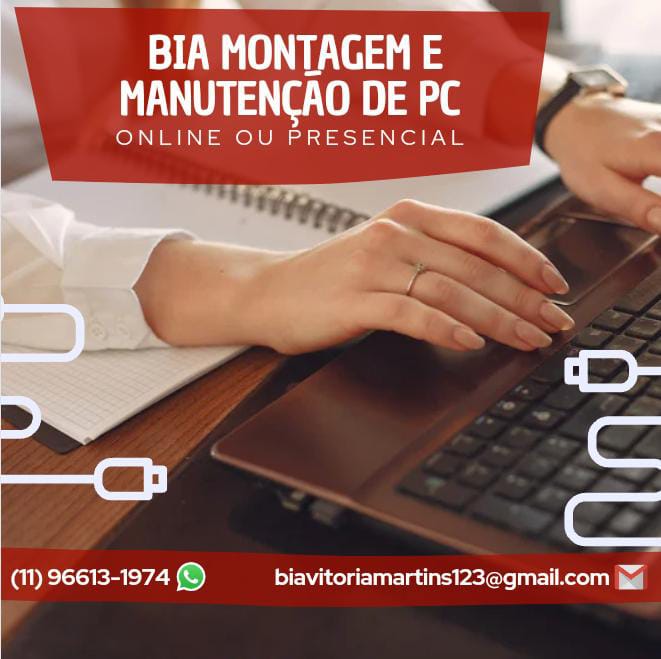 BIA MONTAGEM E
MANUTENÇÃO DE PC
ONLINE OU PRESENCIAL
(11) 96613-1974
biavitoriamartins123@gmail.com